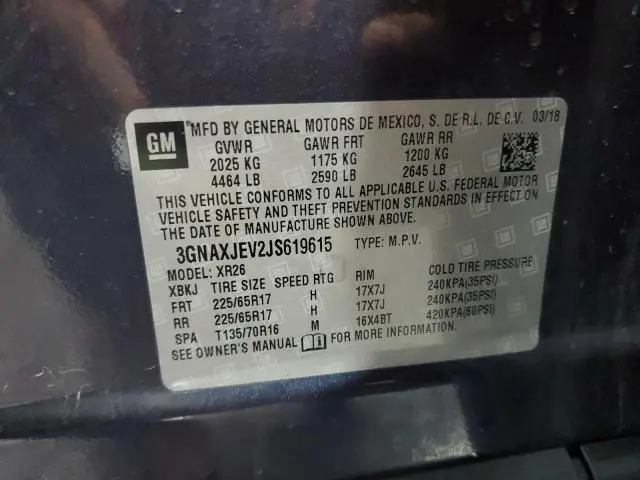 GM *MFD BY GENERAL MOTORS DE MEXICO, S. DE R.L. DE C.V. 03/18
GVWR GAWR FRT GAWR RR
2025 KG 1175 KG 1200 KG
4464 LB 2590 LB 2645 LB
THIS VEHICLE CONFORMS TO ALL APPLICABLE U.S. FEDERAL MOTOR
VEHICLE SAFETY AND THEFT PREVENTION STANDARDS IN EFFECT ON
THE DATE OF MANUFACTURE SHOWN ABOVE.
3GNAXJEV2JS619615 TYPE: M.P.V.
MODEL: XR26
XBKJ TIRE SIZE SPEED RTG RIM COLD TIRE PRESSURE
FRT 225/65R17 H 17X7J 240KPA(35PSI)
RR 225/65R17 H 17X7J 240KPA(35PSI)
SPA T135/70R16 M 16X4BT 420KPA(60PSI)
SEE OWNER'S MANUAL FOR MORE INFORMATION.